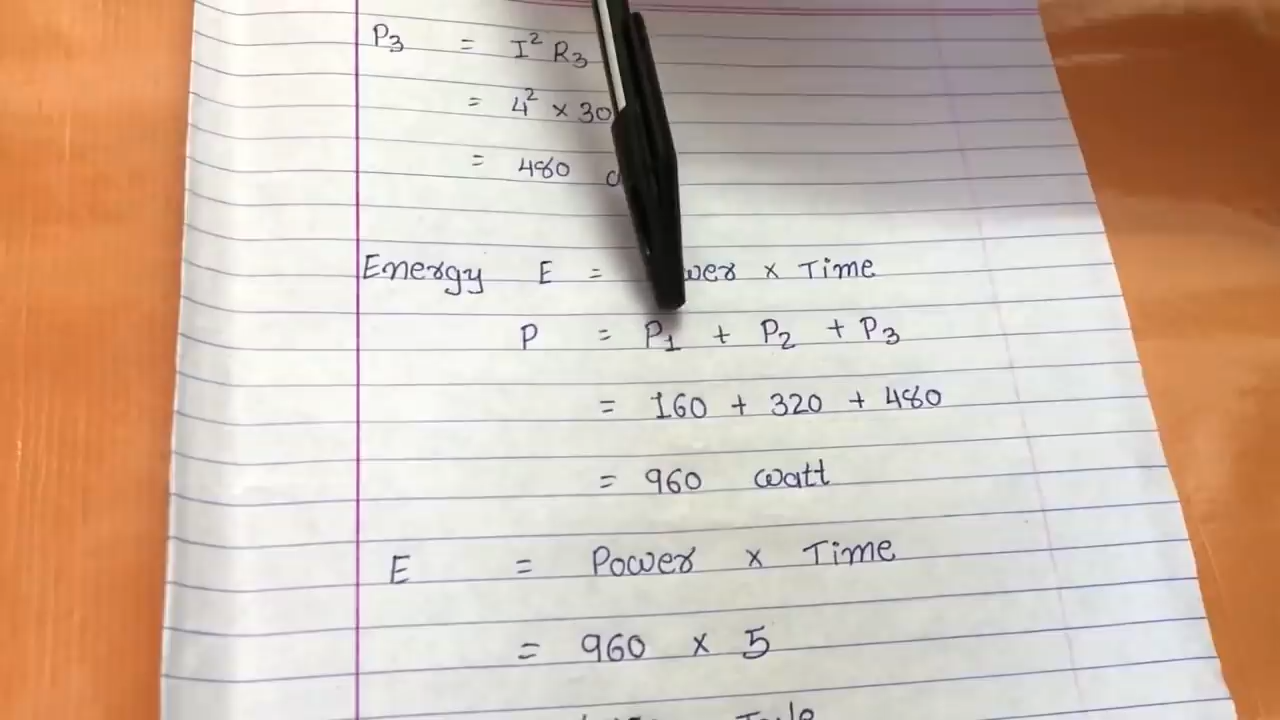 P3 = I² R3
= 4² × 30
= 480
Energy E = × Time
P = P1 + P2 + P3
= 160 + 320 + 480
= 960 watt
E = Power × Time
= 960 × 5